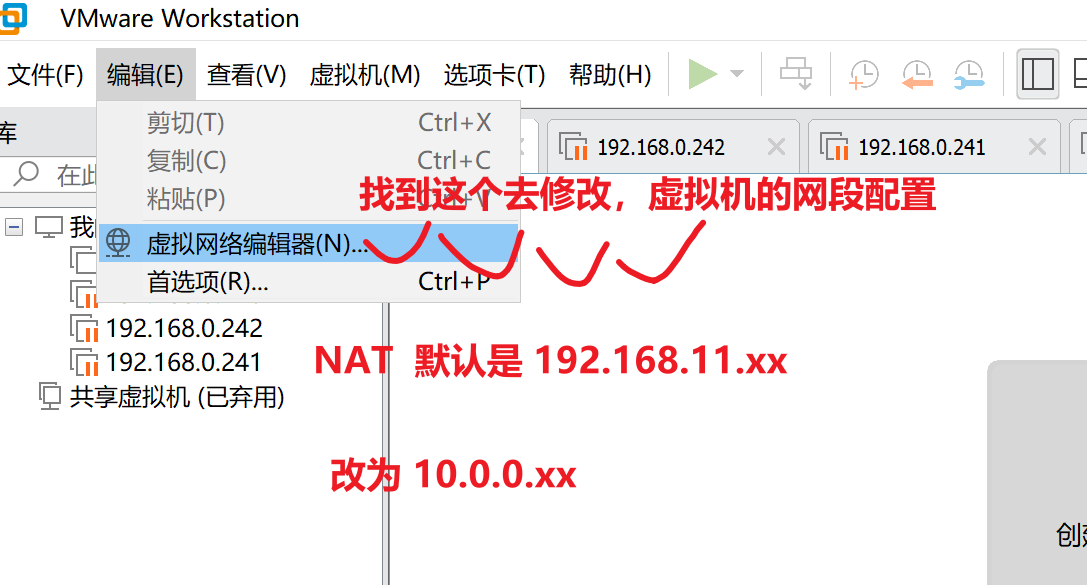 VMware Workstation
文件(F) 编辑(E) 查看(V) 虚拟机(M) 选项卡(T) 帮助(H)
库
剪切(T) Ctrl+X
192.168.0.242
192.168.0.241
复制(C) Ctrl+C
在此
粘贴(P) Ctrl+V
找到这个去修改，虚拟机的网段配置
我
虚拟网络编辑器(N)...
首选项(R)... Ctrl+P
192.168.0.242
192.168.0.241
NAT 默认是 192.168.11.xx
共享虚拟机 (已弃用)
改为 10.0.0.xx
创建